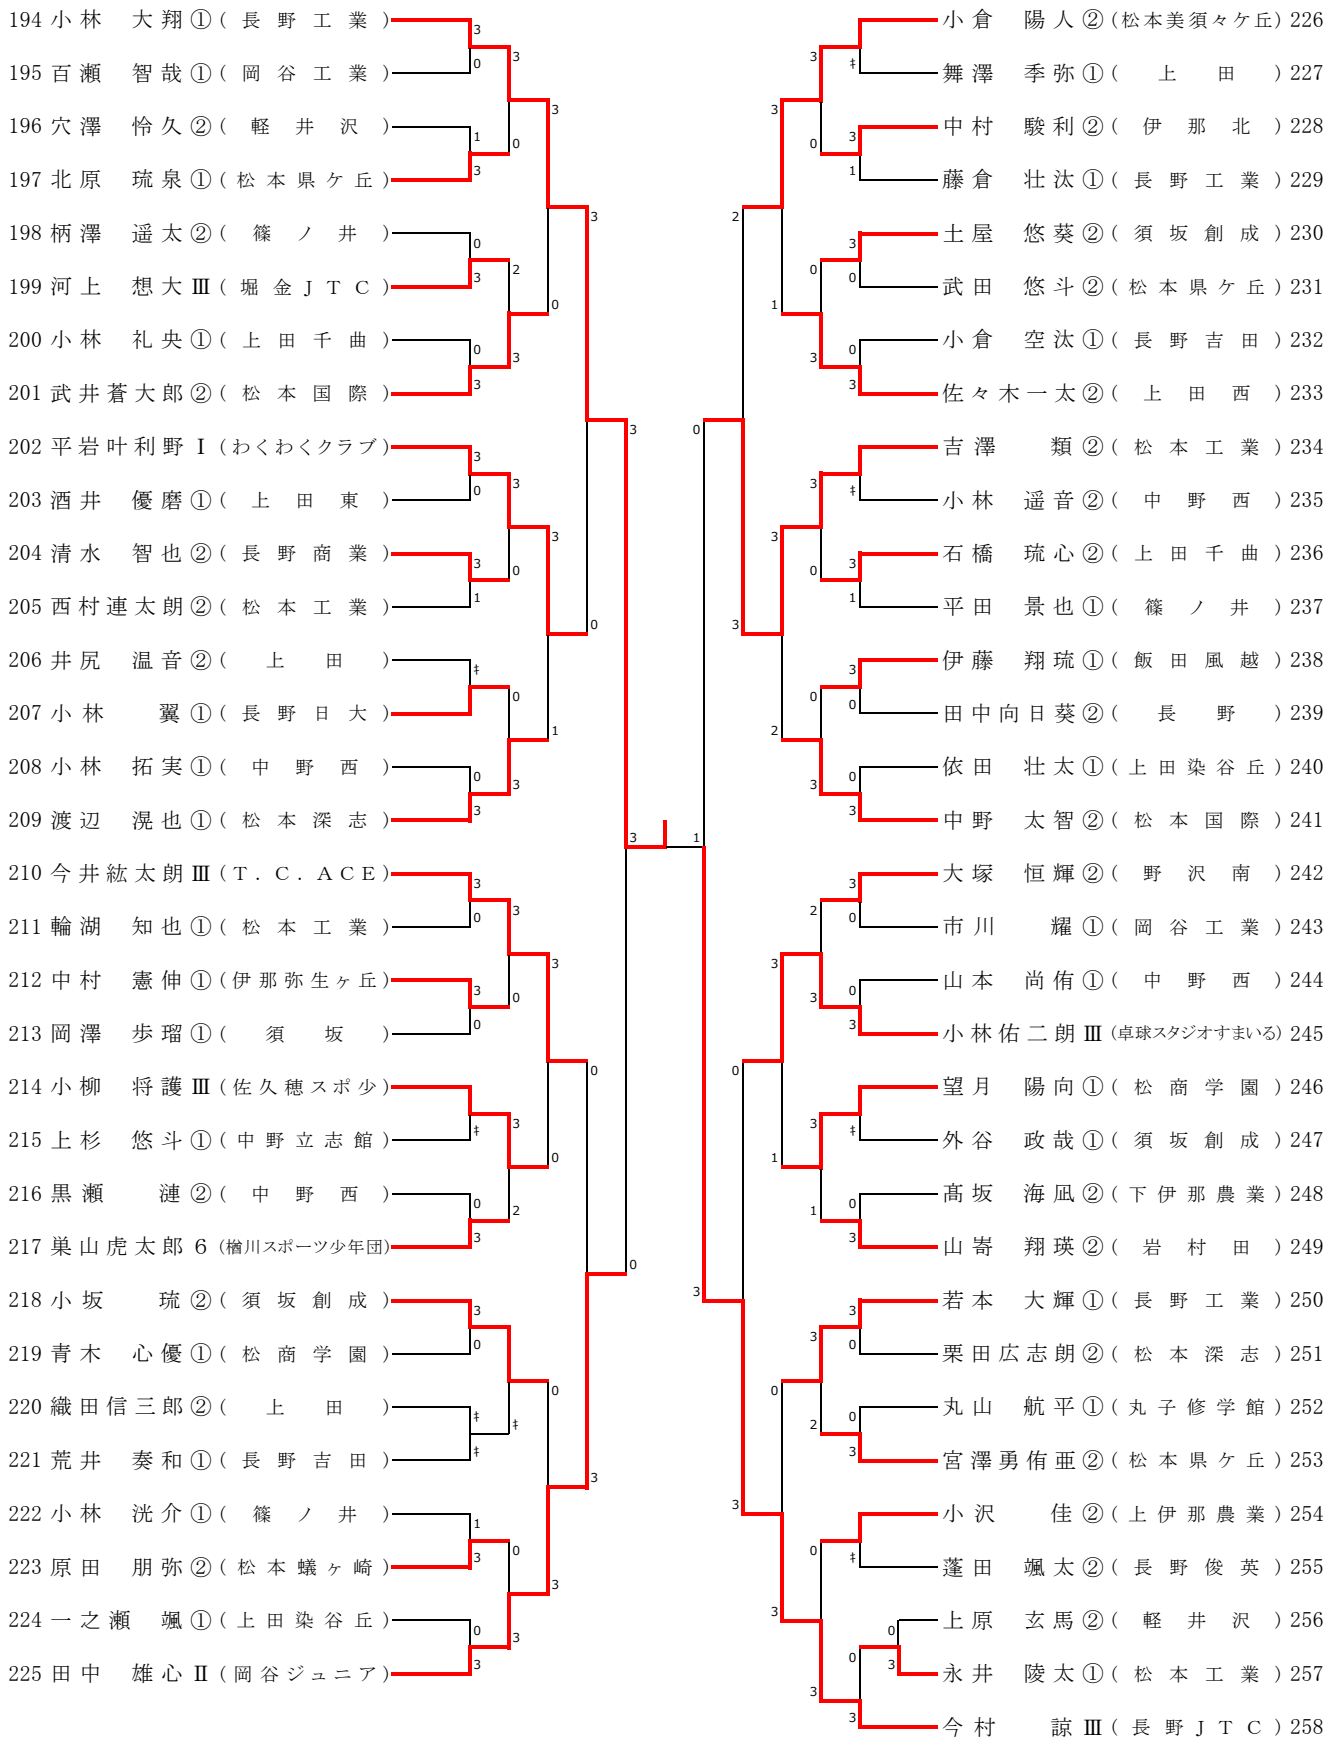 194 小林 大翔 ① ( 長野工業 )
195 百瀬 智哉 ① ( 岡谷工業 )
196 穴澤 怜久 ② ( 軽井沢 )
197 北原 琉泉 ① ( 松本県ケ丘 )
198 柄澤 遥太 ② ( 篠ノ井 )
199 河上 想大 Ⅲ ( 堀金JTC )
200 小林 礼央 ① ( 上田千曲 )
201 武井蒼大郎 ② ( 松本国際 )
202 平岩叶利野 Ⅰ (わくわくクラブ)
203 酒井 優磨 ① ( 上田東 )
204 清水 智也 ② ( 長野商業 )
205 西村連太朗 ② ( 松本工業 )
206 井尻 温音 ② ( 上田 )
207 小林 翼 ① ( 長野日大 )
208 小林 拓実 ① ( 中野西 )
209 渡辺 滉也 ① ( 松本深志 )
210 今井紘太朗 Ⅲ (T.C.ACE)
211 輪湖 知也 ① ( 松本工業 )
212 中村 憲伸 ① (伊那弥生ヶ丘)
213 岡澤 歩瑠 ① ( 須坂 )
214 小柳 将護 Ⅲ (佐久穂スポ少)
215 上杉 悠斗 ① ( 中野立志館 )
216 黒瀬 漣 ② ( 中野西 )
217 巣山虎太郎 6 (楢川スポーツ少年団)
218 小坂 琉 ② ( 須坂創成 )
219 青木 心優 ① ( 松商学園 )
220 織田信三郎 ② ( 上田 )
221 荒井 奏和 ① ( 長野吉田 )
222 小林 洸介 ① ( 篠ノ井 )
223 原田 朋弥 ② ( 松本蟻ヶ崎 )
224 一之瀬 颯 ① ( 上田染谷丘 )
225 田中 雄心 Ⅱ (岡谷ジュニア)
小倉 陽人 ② (松本美須々ケ丘) 226
舞澤 季弥 ① ( 上田 ) 227
中村 駿利 ② ( 伊那北 ) 228
藤倉 壮汰 ① ( 長野工業 ) 229
土屋 悠葵 ② ( 須坂創成 ) 230
武田 悠斗 ② ( 松本県ケ丘 ) 231
小倉 空汰 ① ( 長野吉田 ) 232
佐々木一太 ② ( 上田西 ) 233
吉澤 類 ② ( 松本工業 ) 234
小林 遥音 ② ( 中野西 ) 235
石橋 琉心 ② ( 上田千曲 ) 236
平田 景也 ① ( 篠ノ井 ) 237
伊藤 翔琉 ① ( 飯田風越 ) 238
田中向日葵 ② ( 長野 ) 239
依田 壮太 ① ( 上田染谷丘 ) 240
中野 太智 ② ( 松本国際 ) 241
大塚 恒輝 ② ( 野沢南 ) 242
市川 耀 ① ( 岡谷工業 ) 243
山本 尚侑 ① ( 中野西 ) 244
小林佑二朗 Ⅲ (卓球スタジオすまいる) 245
望月 陽向 ① ( 松商学園 ) 246
外谷 政哉 ① ( 須坂創成 ) 247
髙坂 海凪 ② ( 下伊那農業 ) 248
山嵜 翔瑛 ② ( 岩村田 ) 249
若本 大輝 ① ( 長野工業 ) 250
栗田広志朗 ② ( 松本深志 ) 251
丸山 航平 ① ( 丸子修学館 ) 252
宮澤勇侑亜 ② ( 松本県ケ丘 ) 253
小沢 佳 ② ( 上伊那農業 ) 254
蓬田 颯太 ② ( 長野俊英 ) 255
上原 玄馬 ② ( 軽井沢 ) 256
永井 陵太 ① ( 松本工業 ) 257
今村 諒 Ⅲ ( 長野JTC ) 258